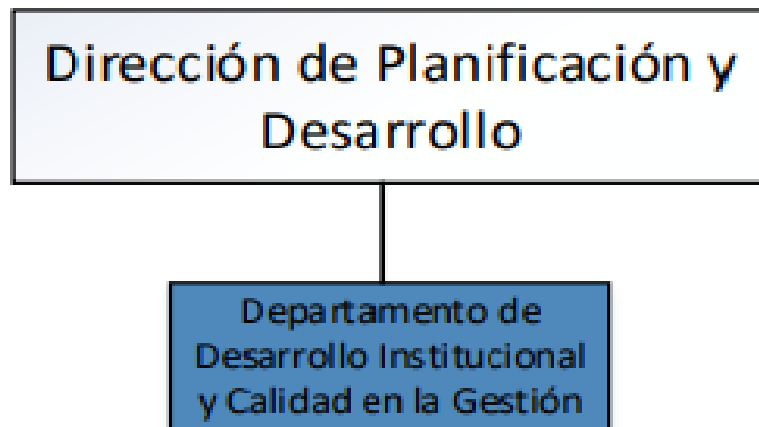 Dirección de Planificación y
Desarrollo
Departamento de
Desarrollo Institucional
y Calidad en la Gestión